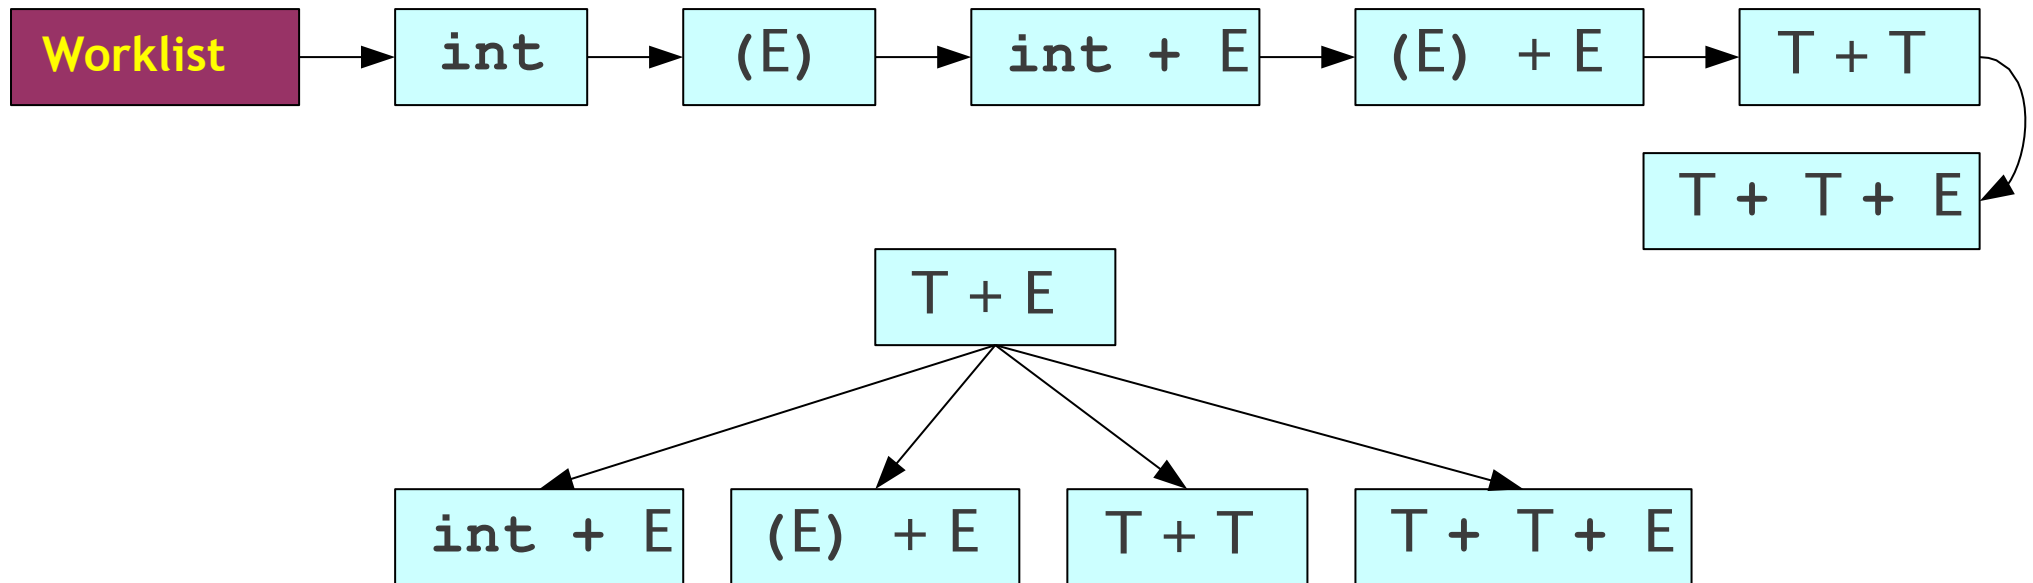 Worklist
int
(E)
int + E
(E) + E
T + T
T + T + E
T + E
int + E
(E) + E
T + T
T + T + E